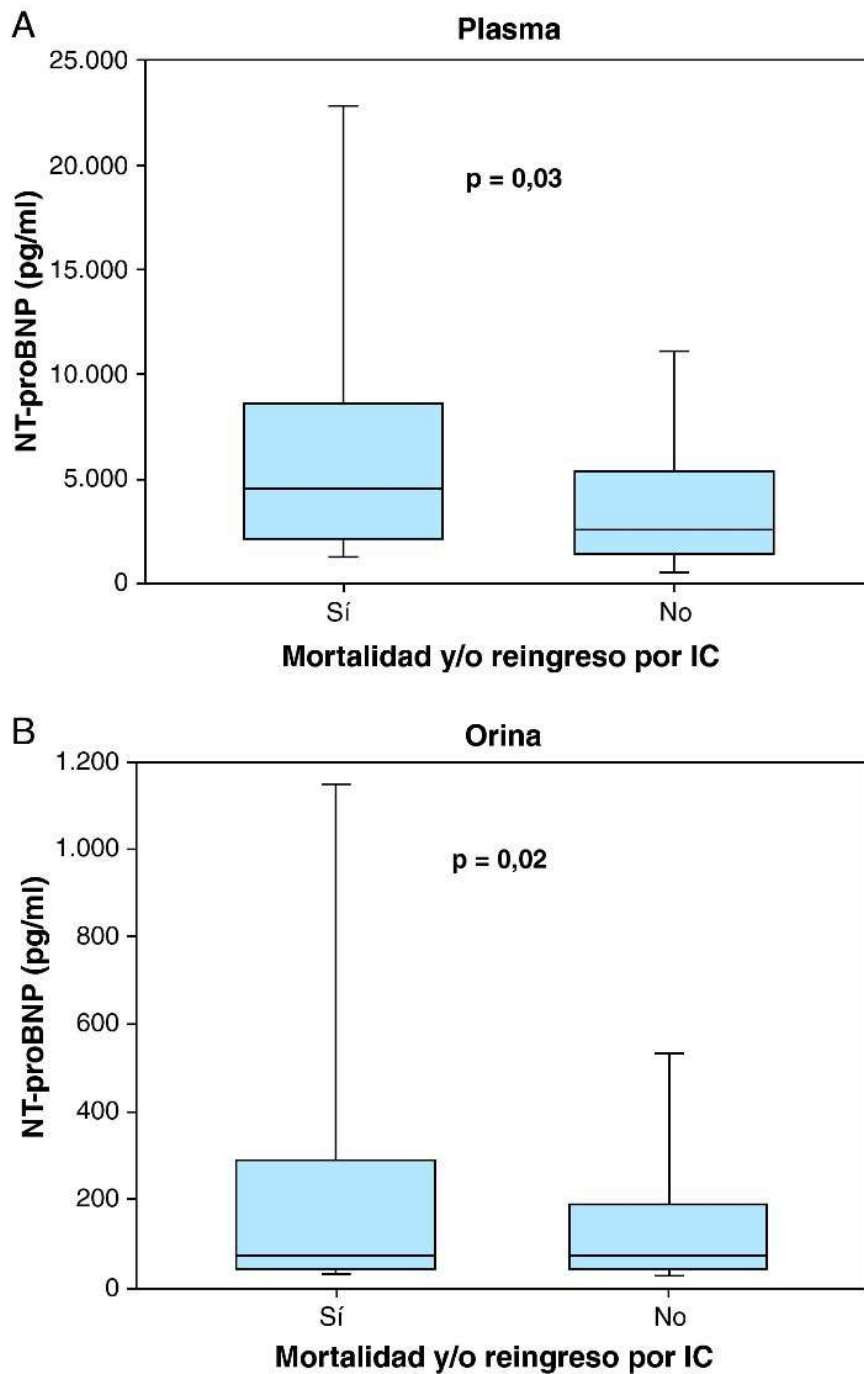 A
Plasma
25.000
20.000
15.000
10.000
5.000
0
NT-proBNP (pg/ml)
p = 0,03
Sí
No
Mortalidad y/o reingreso por IC
B
Orina
1.200
1.000
800
600
400
200
0
NT-proBNP (pg/ml)
p = 0,02
Sí
No
Mortalidad y/o reingreso por IC